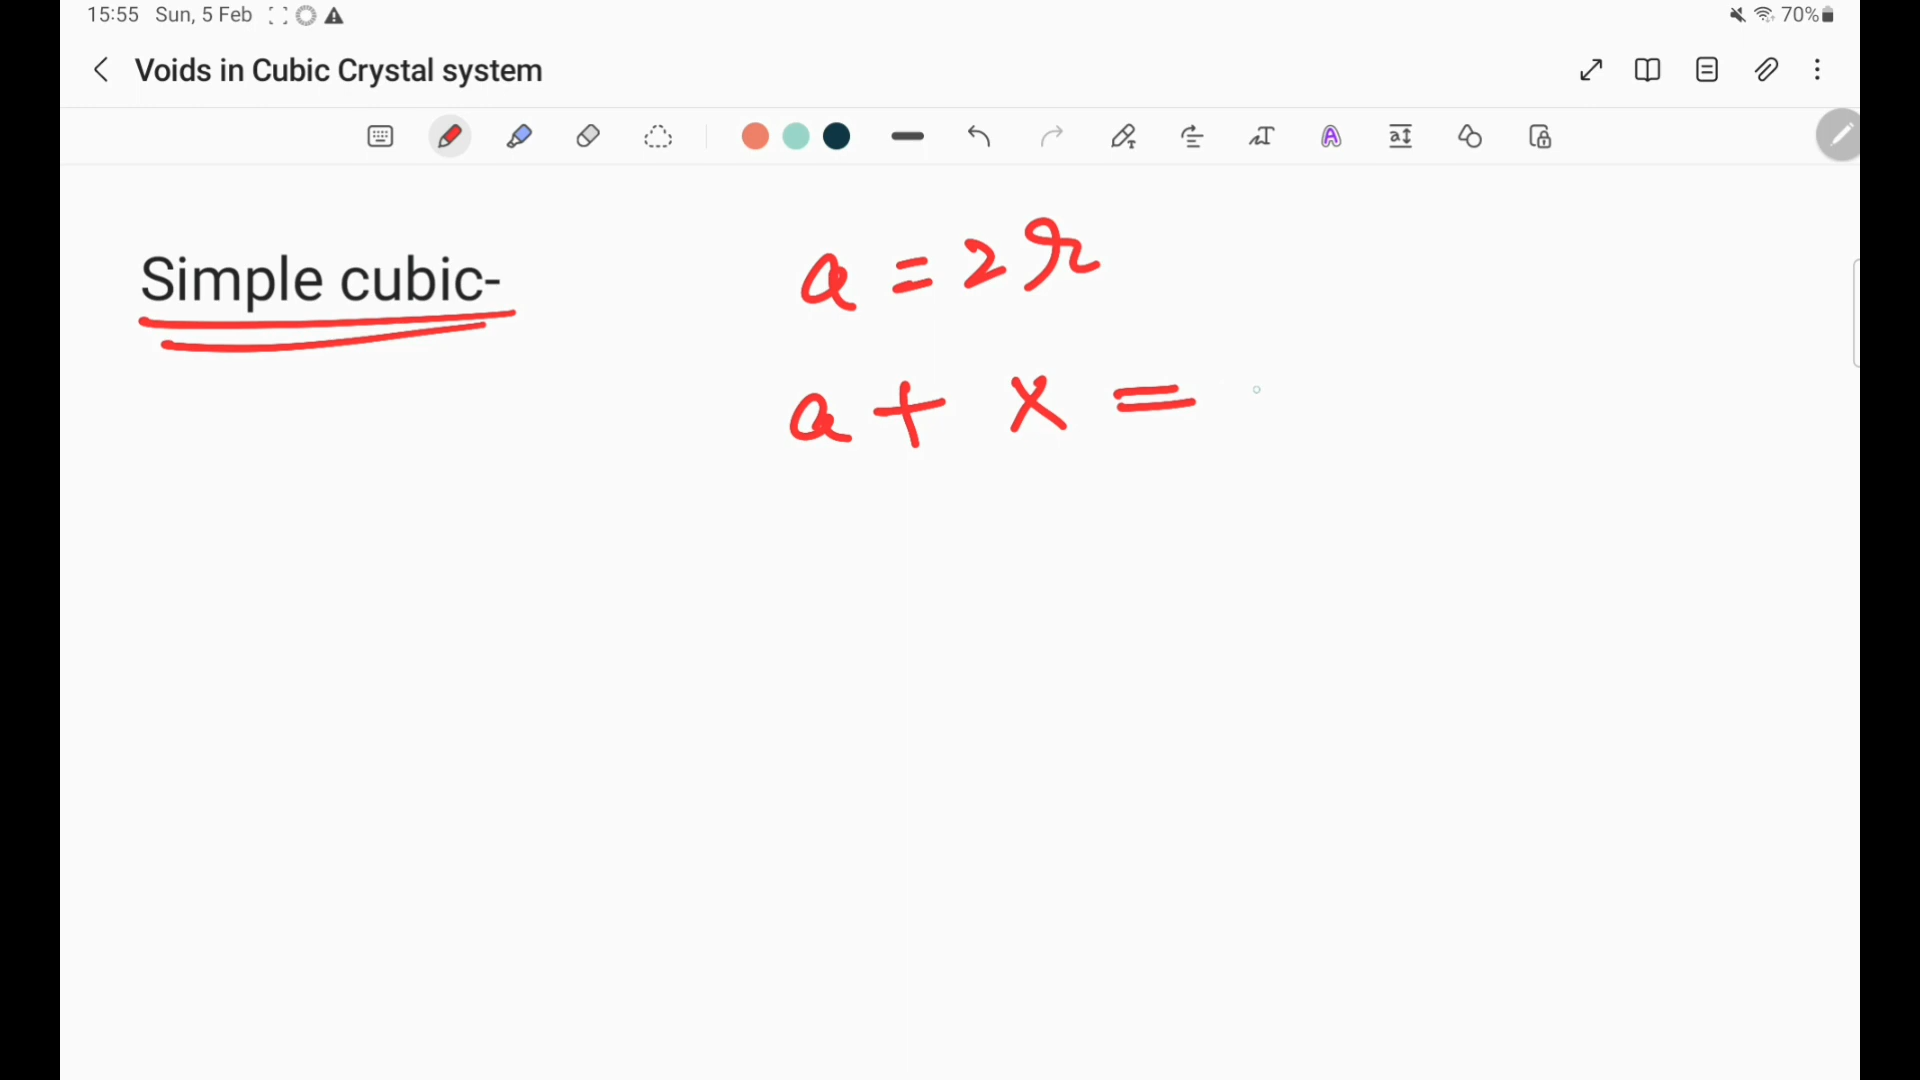 15:55 Sun, 5 Feb 70%
Voids in Cubic Crystal system
Simple cubic-
a = 2r
a + x =